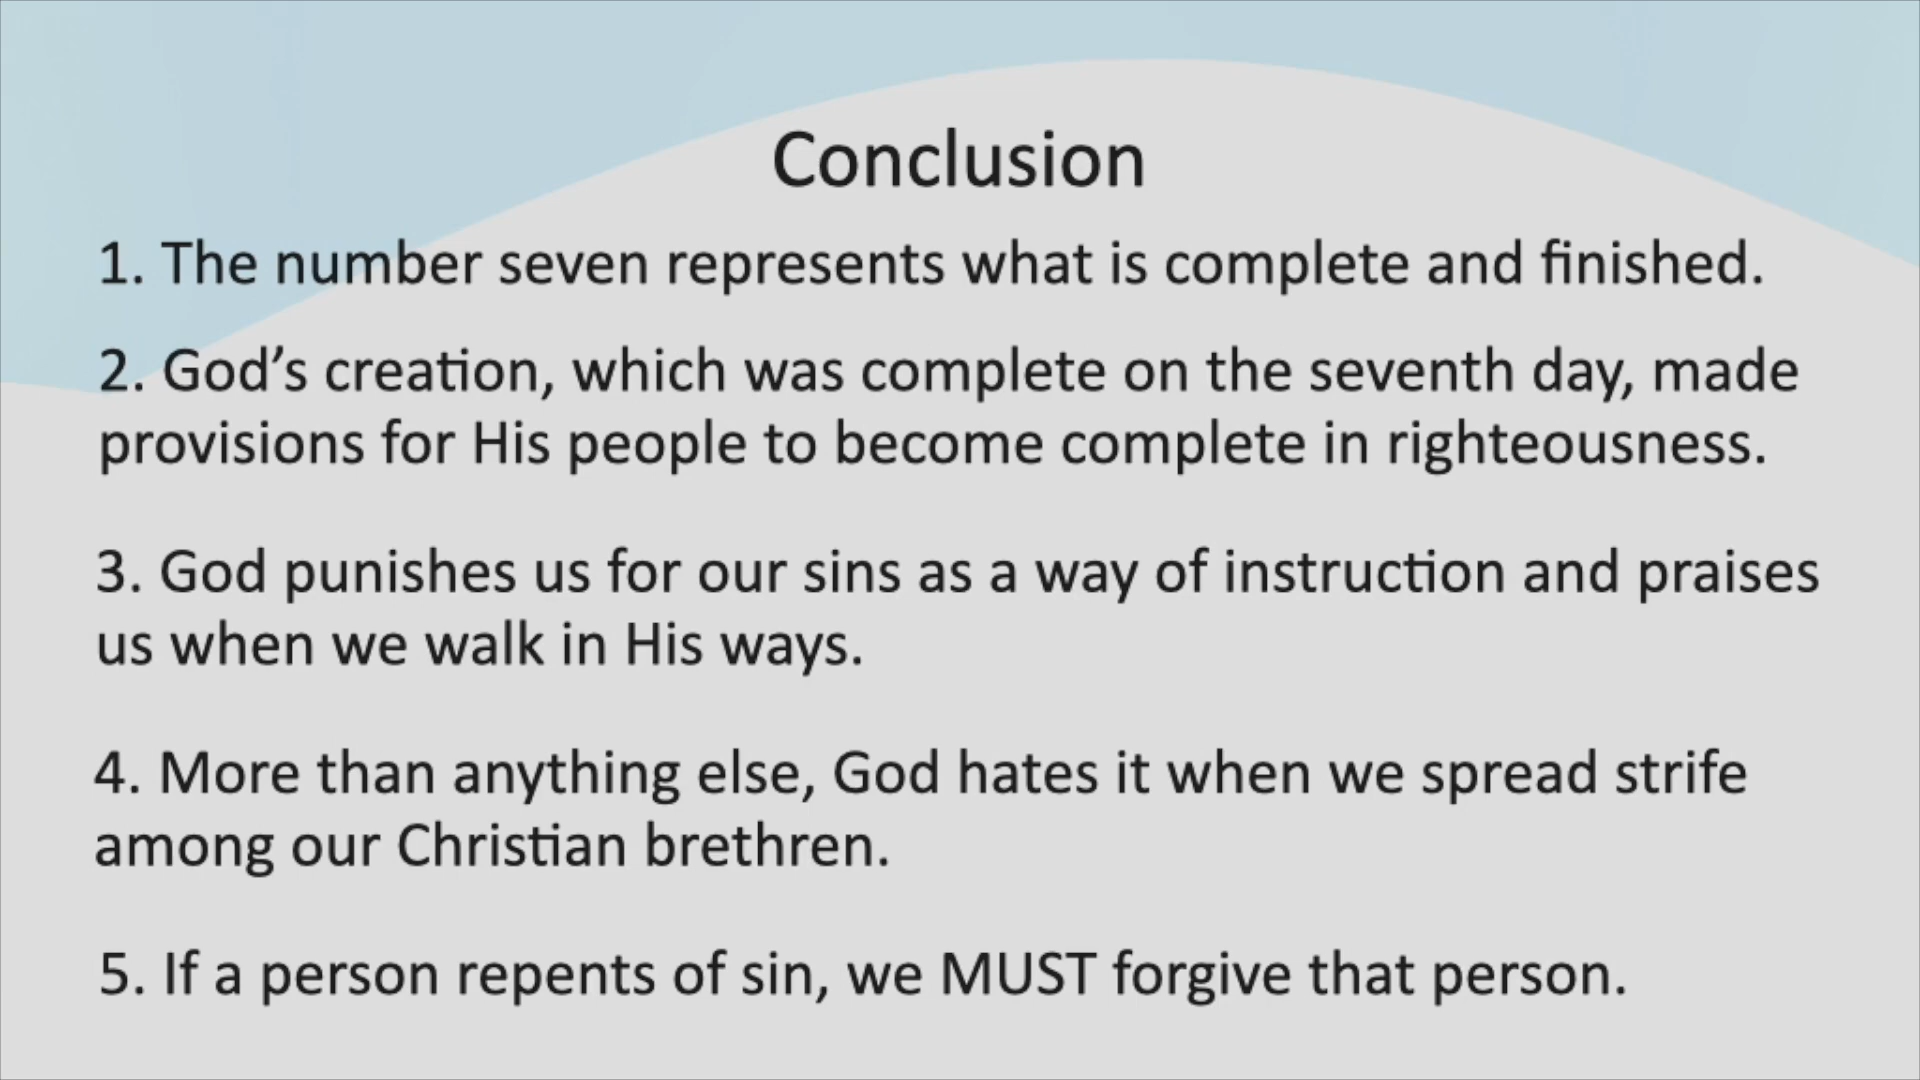 Conclusion
1. The number seven represents what is complete and finished.
2. God’s creation, which was complete on the seventh day, made
provisions for His people to become complete in righteousness.
3. God punishes us for our sins as a way of instruction and praises
us when we walk in His ways.
4. More than anything else, God hates it when we spread strife
among our Christian brethren.
5. If a person repents of sin, we MUST forgive that person.